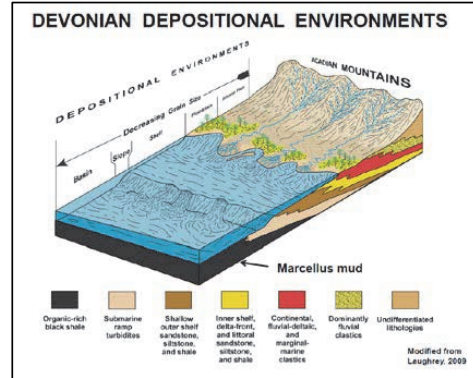 DEVONIAN DEPOSITIONAL ENVIRONMENTS
DEPOSITIONAL ENVIRONMENTS
ACADIAN MOUNTAINS
Decreasing Grain Size
Basin
Slope
Shelf
Marcellus mud
Organic-rich
black shale
Submarine
ramp
turbidites
Shallow
outer shelf
sandstone,
siltstone,
and shale
Inner shelf,
delta-front,
and littoral
sandstone,
siltstone,
and shale
Continental,
fluvial-deltaic,
and
marginal-
marine
clastics
Dominantly
fluvial
clastics
Undifferentiated
lithologies
Modified from
Laughrey, 2009